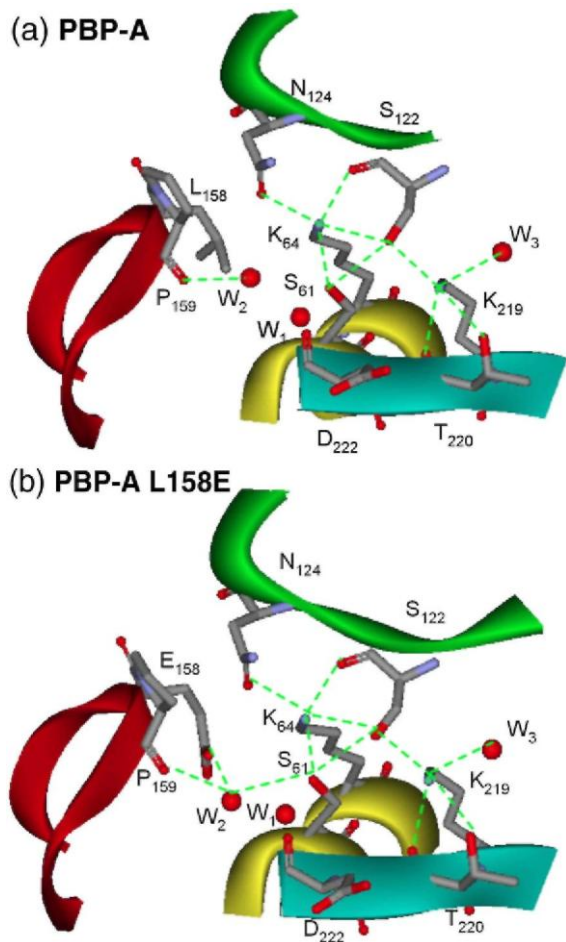 (a) PBP-A
N₁₂₄
S₁₂₂
L₁₅₈
K₆₄
W₃
P₁₅₉
W₂
S₆₁
K₂₁₉
W₁
D₂₂₂
T₂₂₀
(b) PBP-A L158E
N₁₂₄
S₁₂₂
E₁₅₈
K₆₄
W₃
P₁₅₉
S₆₁
K₂₁₉
W₂
W₁
D₂₂₂
T₂₂₀